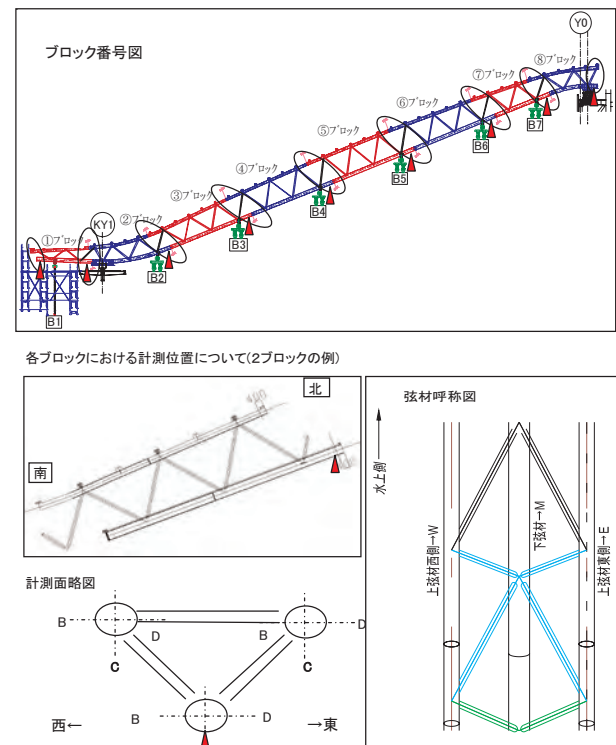 ブロック番号図
Y0
⑧ブロック
⑦ブロック
⑥ブロック
⑤ブロック
④ブロック
③ブロック
②ブロック
①ブロック
KY1
B7
B6
B5
B4
B3
B2
B1
各ブロックにおける計測位置について(2ブロックの例)
北
南
計測面略図
B
D
C
B
D
C
B
D
西←
→東
弦材呼称図
水上側
上弦材西側→W
下弦材→M
上弦材東側→E